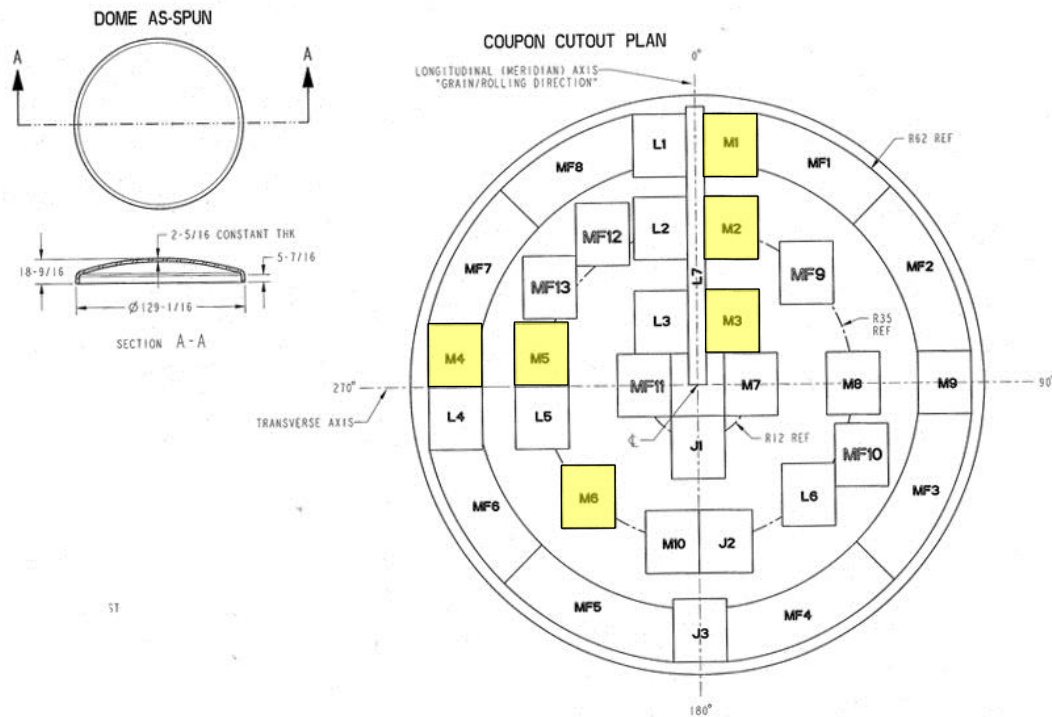 DOME AS-SPUN
A
A
2-5/16 CONSTANT THK
18-9/16
5-7/16
Ø129-1/16
SECTION A-A
ST
COUPON CUTOUT PLAN
0°
LONGITUDINAL (MERIDIAN) AXIS
"GRAIN/ROLLING DIRECTION"
R62 REF
L1
M1
MF8
MF1
MF12
L2
M2
MF9
MF7
MF2
MF13
L7
L3
M3
R35
REF
M4
M5
270°
MF11
M7
M8
M9
90°
TRANSVERSE AXIS
L4
L5
℄
J1
R12 REF
MF10
M6
L6
MF6
MF3
M10
J2
MF5
MF4
J3
180°